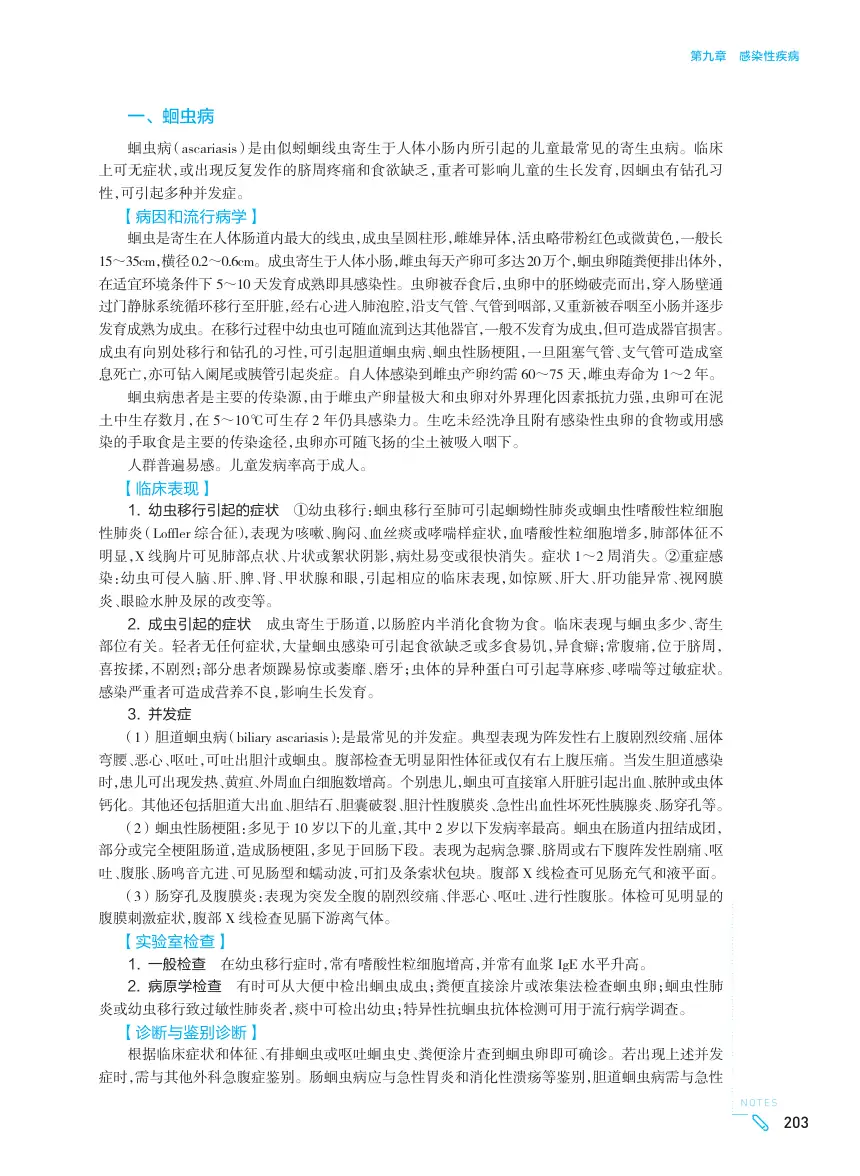 第九章 感染性疾病
一、蛔虫病
蛔虫病（ascariasis）是由似蚓蛔线虫寄生于人体小肠内所引起的儿童最常见的寄生虫病。临床
上可无症状，或出现反复发作的脐周疼痛和食欲缺乏，重者可影响儿童的生长发育，因蛔虫有钻孔习
性，可引起多种并发症。
【病因和流行病学】
蛔虫是寄生在人体肠道内最大的线虫，成虫呈圆柱形，雌雄异体，活虫略带粉红色或微黄色，一般长
15～35cm，横径0.2～0.6cm。成虫寄生于人体小肠，雌虫每天产卵可多达20万个，蛔虫卵随粪便排出体外，
在适宜环境条件下 5～10 天发育成熟即具感染性。虫卵被吞食后，虫卵中的胚蚴破壳而出，穿入肠壁通
过门静脉系统循环移行至肝脏，经右心进入肺泡腔，沿支气管、气管到咽部，又重新被吞咽至小肠并逐步
发育成熟为成虫。在移行过程中幼虫也可随血流到达其他器官，一般不发育为成虫，但可造成器官损害。
成虫有向别处移行和钻孔的习性，可引起胆道蛔虫病、蛔虫性肠梗阻，一旦阻塞气管、支气管可造成窒
息死亡，亦可钻入阑尾或胰管引起炎症。自人体感染到雌虫产卵约需 60～75 天，雌虫寿命为 1～2 年。
蛔虫病患者是主要的传染源，由于雌虫产卵量极大和虫卵对外界理化因素抵抗力强，虫卵可在泥
土中生存数月，在 5～10℃可生存 2 年仍具感染力。生吃未经洗净且附有感染性虫卵的食物或用感
染的手取食是主要的传染途径，虫卵亦可随飞扬的尘土被吸入咽下。
人群普遍易感。儿童发病率高于成人。
【临床表现】
1. 幼虫移行引起的症状 ①幼虫移行：蛔虫移行至肺可引起蛔蚴性肺炎或蛔虫性嗜酸性粒细胞
性肺炎（Loffler 综合征），表现为咳嗽、胸闷、血丝痰或哮喘样症状，血嗜酸性粒细胞增多，肺部体征不
明显，X 线胸片可见肺部点状、片状或絮状阴影，病灶易变或很快消失。症状 1～2 周消失。②重症感
染：幼虫可侵入脑、肝、脾、肾、甲状腺和眼，引起相应的临床表现，如惊厥、肝大、肝功能异常、视网膜
炎、眼睑水肿及尿的改变等。
2. 成虫引起的症状 成虫寄生于肠道，以肠腔内半消化食物为食。临床表现与蛔虫多少、寄生
部位有关。轻者无任何症状，大量蛔虫感染可引起食欲缺乏或多食易饥，异食癖；常腹痛，位于脐周，
喜按揉，不剧烈；部分患者烦躁易惊或萎靡、磨牙；虫体的异种蛋白可引起荨麻疹、哮喘等过敏症状。
感染严重者可造成营养不良，影响生长发育。
3. 并发症
（1）胆道蛔虫病（biliary ascariasis）：是最常见的并发症。典型表现为阵发性右上腹剧烈绞痛、屈体
弯腰、恶心、呕吐，可吐出胆汁或蛔虫。腹部检查无明显阳性体征或仅有右上腹压痛。当发生胆道感染
时，患儿可出现发热、黄疸、外周血白细胞数增高。个别患儿，蛔虫可直接窜入肝脏引起出血、脓肿或虫体
钙化。其他还包括胆道大出血、胆结石、胆囊破裂、胆汁性腹膜炎、急性出血性坏死性胰腺炎、肠穿孔等。
（2）蛔虫性肠梗阻：多见于 10 岁以下的儿童，其中 2 岁以下发病率最高。蛔虫在肠道内扭结成团，
部分或完全梗阻肠道，造成肠梗阻，多见于回肠下段。表现为起病急骤、脐周或右下腹阵发性剧痛、呕
吐、腹胀、肠鸣音亢进、可见肠型和蠕动波，可扪及条索状包块。腹部 X 线检查可见肠充气和液平面。
（3）肠穿孔及腹膜炎：表现为突发全腹的剧烈绞痛、伴恶心、呕吐、进行性腹胀。体检可见明显的
腹膜刺激症状，腹部 X 线检查见膈下游离气体。
【实验室检查】
1. 一般检查 在幼虫移行症时，常有嗜酸性粒细胞增高，并常有血浆 IgE 水平升高。
2. 病原学检查 有时可从大便中检出蛔虫成虫；粪便直接涂片或浓集法检查蛔虫卵；蛔虫性肺
炎或幼虫移行致过敏性肺炎者，痰中可检出幼虫；特异性抗蛔虫抗体检测可用于流行病学调查。
【诊断与鉴别诊断】
根据临床症状和体征、有排蛔虫或呕吐蛔虫史、粪便涂片查到蛔虫卵即可确诊。若出现上述并发
症时，需与其他外科急腹症鉴别。肠蛔虫病应与急性胃炎和消化性溃疡等鉴别，胆道蛔虫病需与急性
NOTES
203